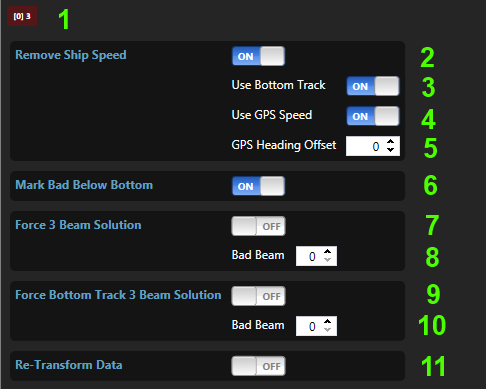 [0] 3 1
Remove Ship Speed ON 2
Use Bottom Track ON 3
Use GPS Speed ON 4
GPS Heading Offset 0 5
Mark Bad Below Bottom ON 6
Force 3 Beam Solution OFF 7
Bad Beam 0 8
Force Bottom Track 3 Beam Solution OFF 9
Bad Beam 0 10
Re-Transform Data OFF 11